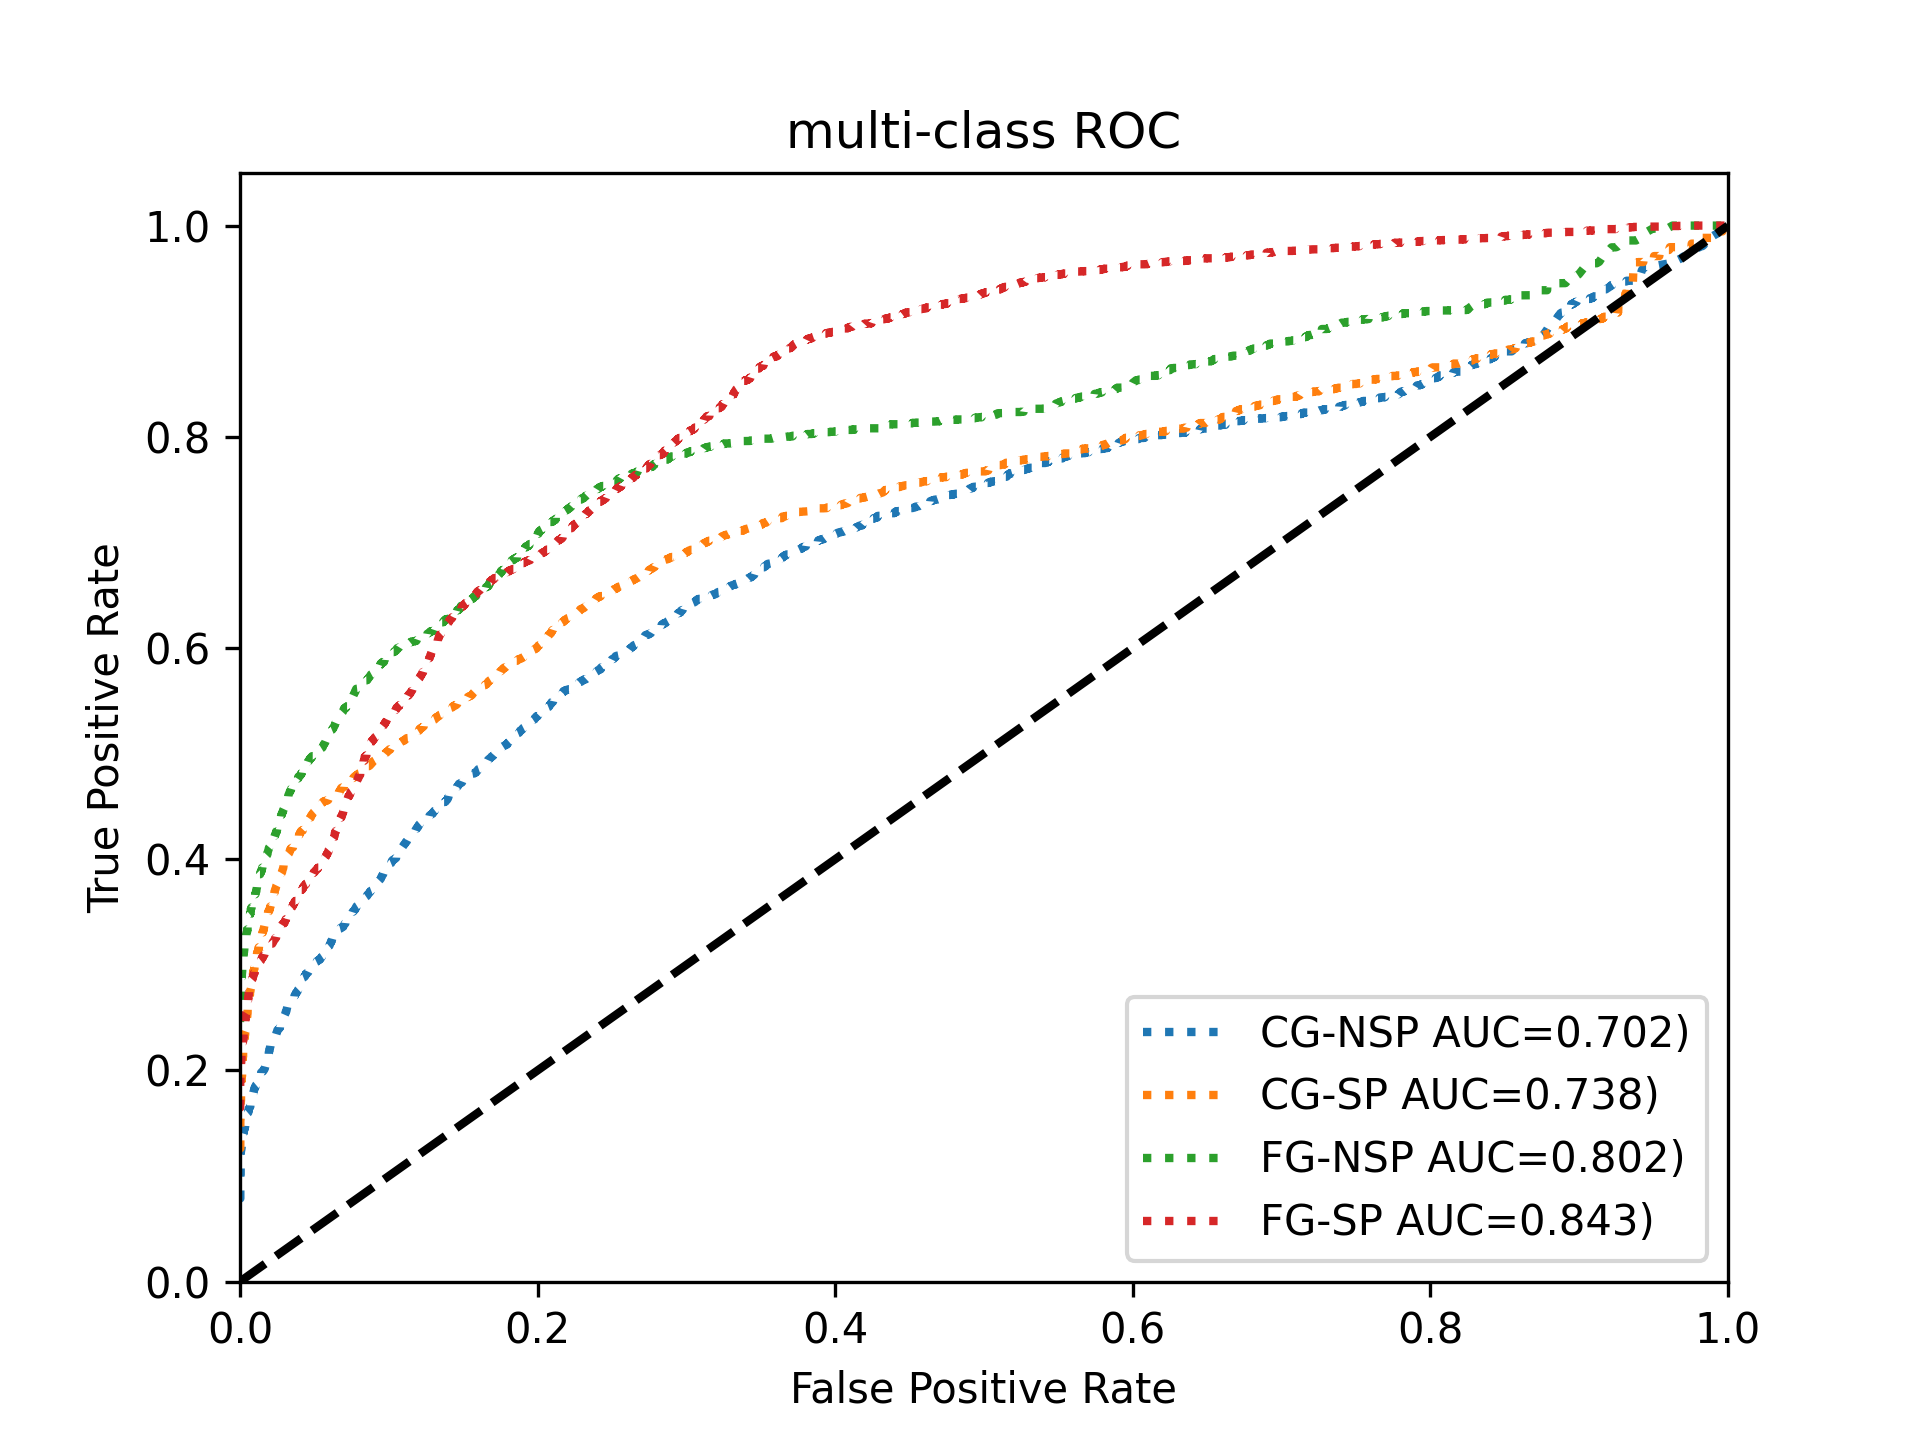 multi-class ROC
True Positive Rate
1.0
0.8
0.6
0.4
0.2
0.0
0.0 0.2 0.4 0.6 0.8 1.0
False Positive Rate
CG-NSP AUC=0.702)
CG-SP AUC=0.738)
FG-NSP AUC=0.802)
FG-SP AUC=0.843)